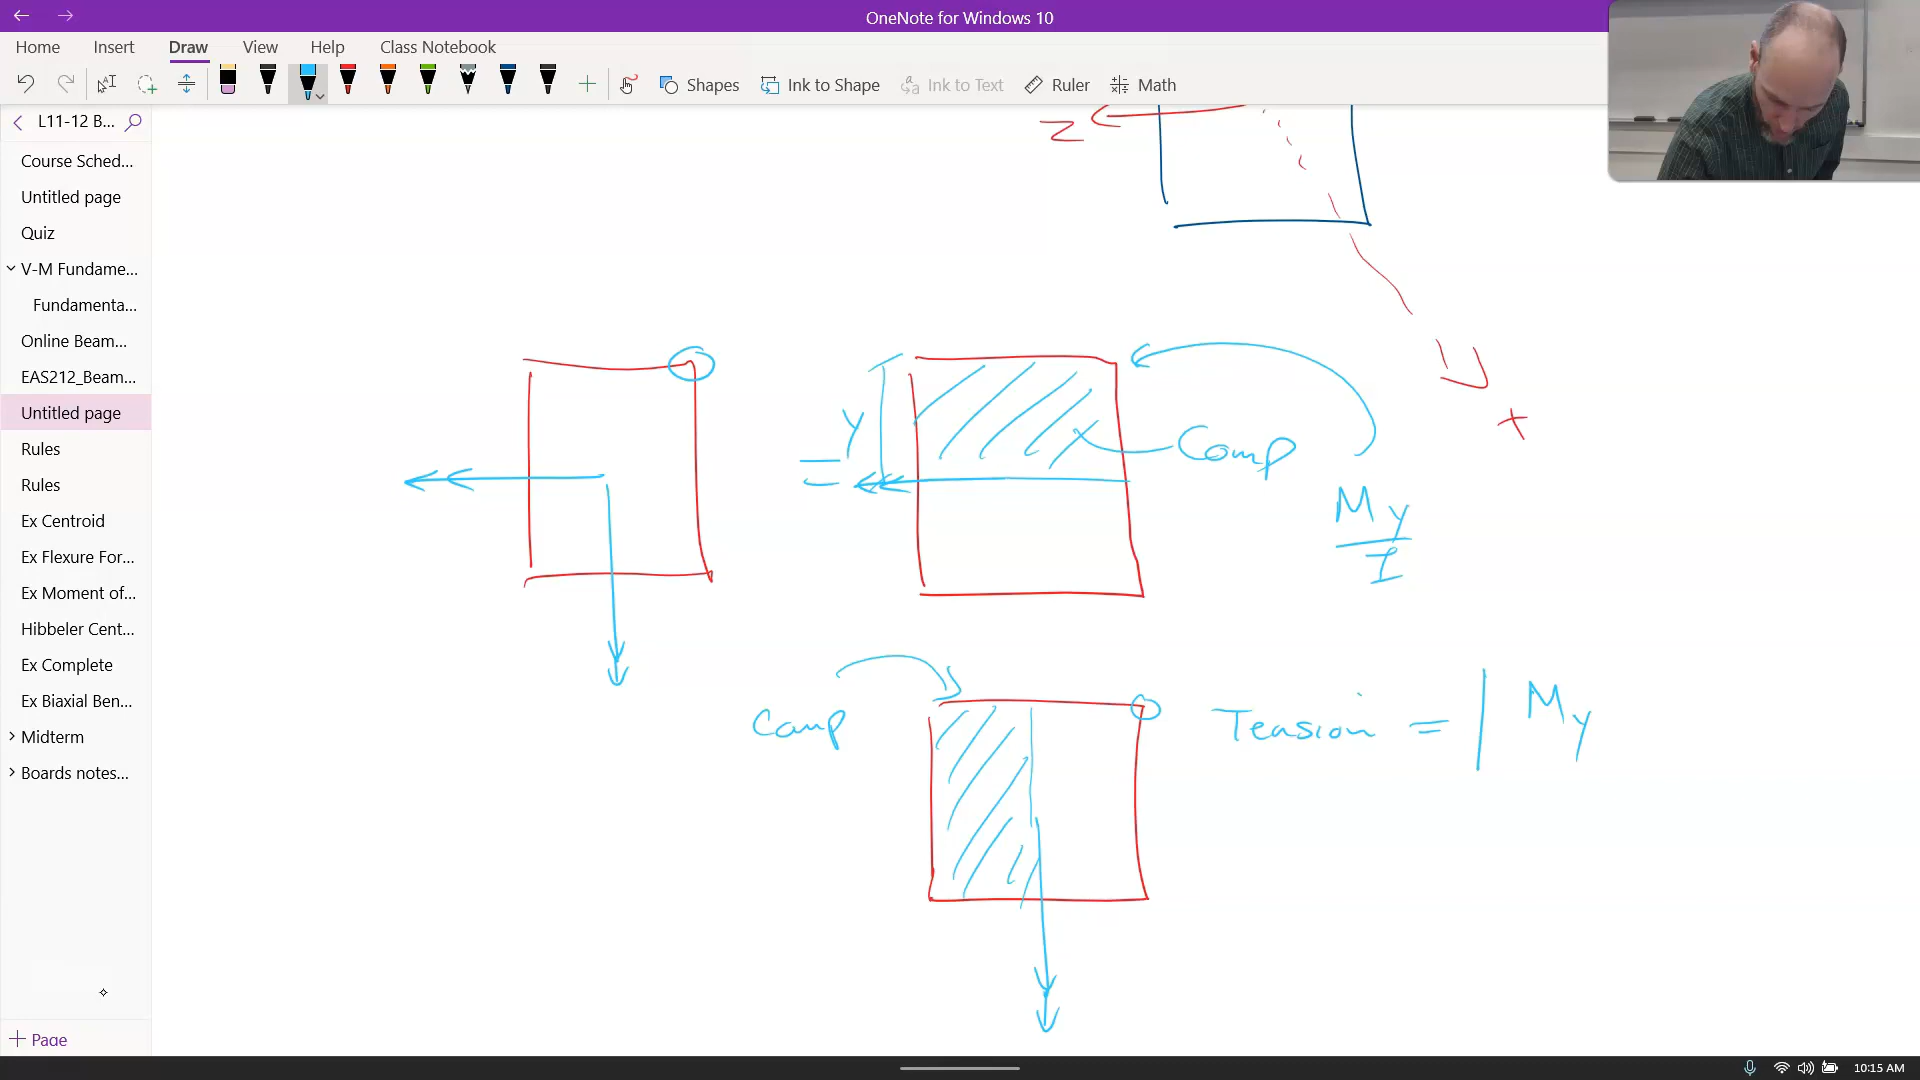 OneNote for Windows 10
Home Insert Draw View Help Class Notebook
Shapes Ink to Shape Ink to Text Ruler Math
L11-12 B...
Course Sched...
Untitled page
Quiz
V-M Fundame...
Fundamenta...
Online Beam...
EAS212_Beam...
Untitled page
Rules
Rules
Ex Centroid
Ex Flexure For...
Ex Moment of...
Hibbeler Cent...
Ex Complete
Ex Biaxial Ben...
Midterm
Boards notes...
+ Page
z
y
+
= y
Comp
My
I
Comp
Tension = | My
10:15 AM